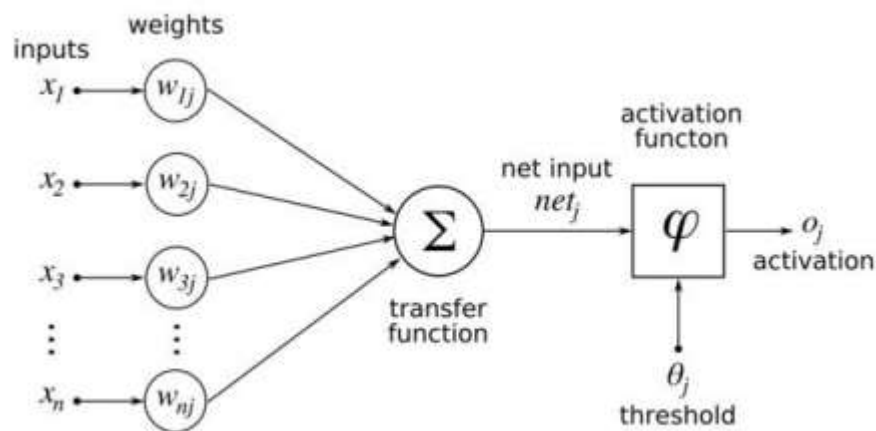 weights
inputs
x1
w1j
x2
w2j
x3
w3j
xn
wnj
Σ
transfer
function
net input
netj
activation
functon
φ
oj
activation
θj
threshold